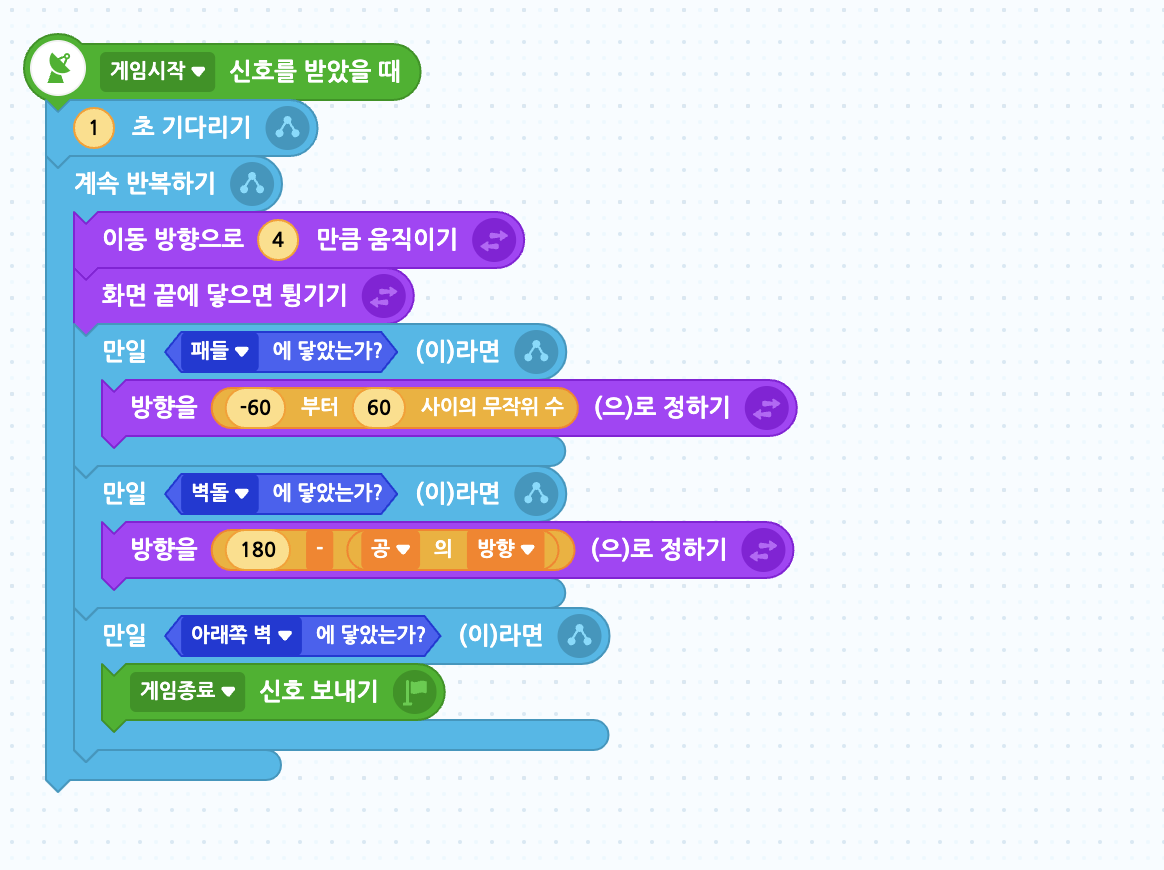 게임시작 신호를 받았을 때
1 초 기다리기
계속 반복하기
이동 방향으로 4 만큼 움직이기
화면 끝에 닿으면 튕기기
만일 패들 에 닿았는가? (이)라면
방향을 -60 부터 60 사이의 무작위 수 (으)로 정하기
만일 벽돌 에 닿았는가? (이)라면
방향을 180 - 공 의 방향 (으)로 정하기
만일 아래쪽 벽 에 닿았는가? (이)라면
게임종료 신호 보내기